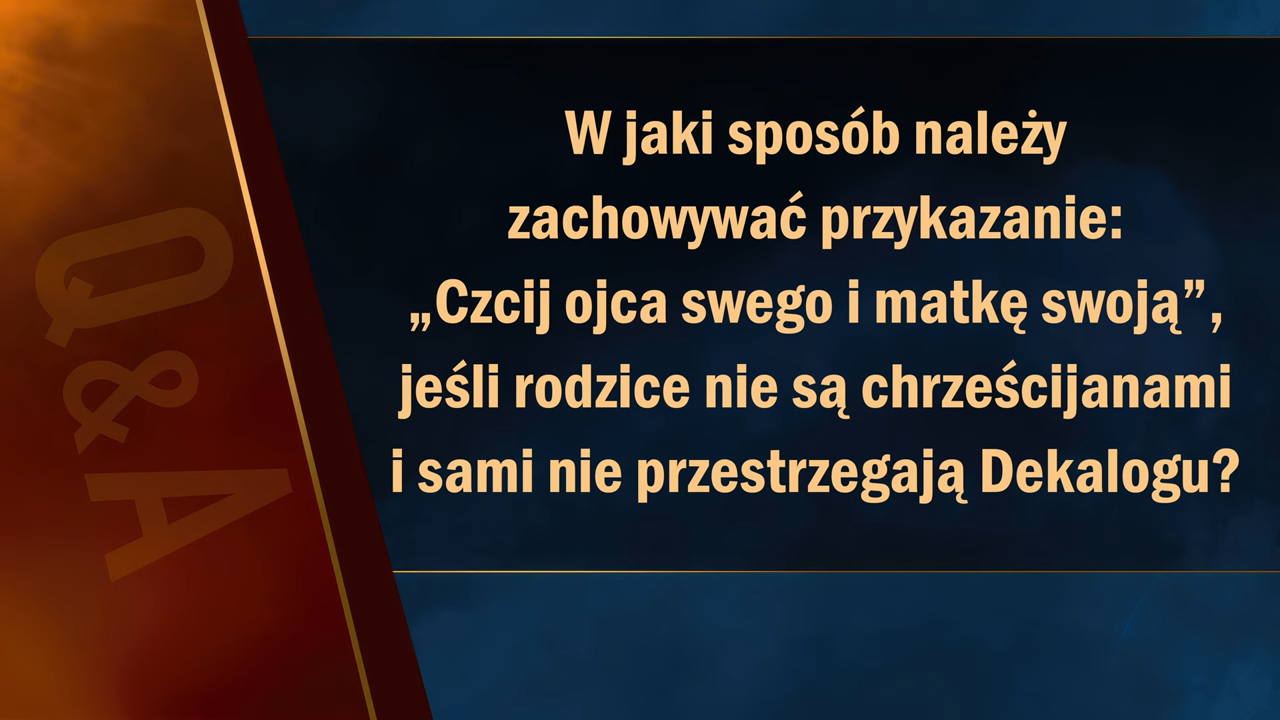 W jaki sposób należy
zachowywać przykazanie:
„Czcij ojca swego i matkę swoją”,
jeśli rodzice nie są chrześcijanami
i sami nie przestrzegają Dekalogu?
Q&A